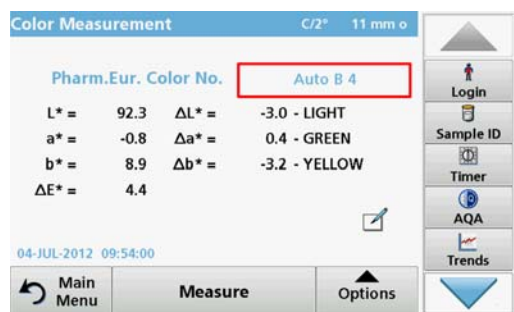 Color Measurement C/2° 11 mm o
Pharm.Eur. Color No. Auto B 4
L* = 92.3 ΔL* = -3.0 - LIGHT
a* = -0.8 Δa* = 0.4 - GREEN
b* = 8.9 Δb* = -3.2 - YELLOW
ΔE* = 4.4
04-JUL-2012 09:54:00
Main Menu
Measure
Options
Login
Sample ID
Timer
AQA
Trends